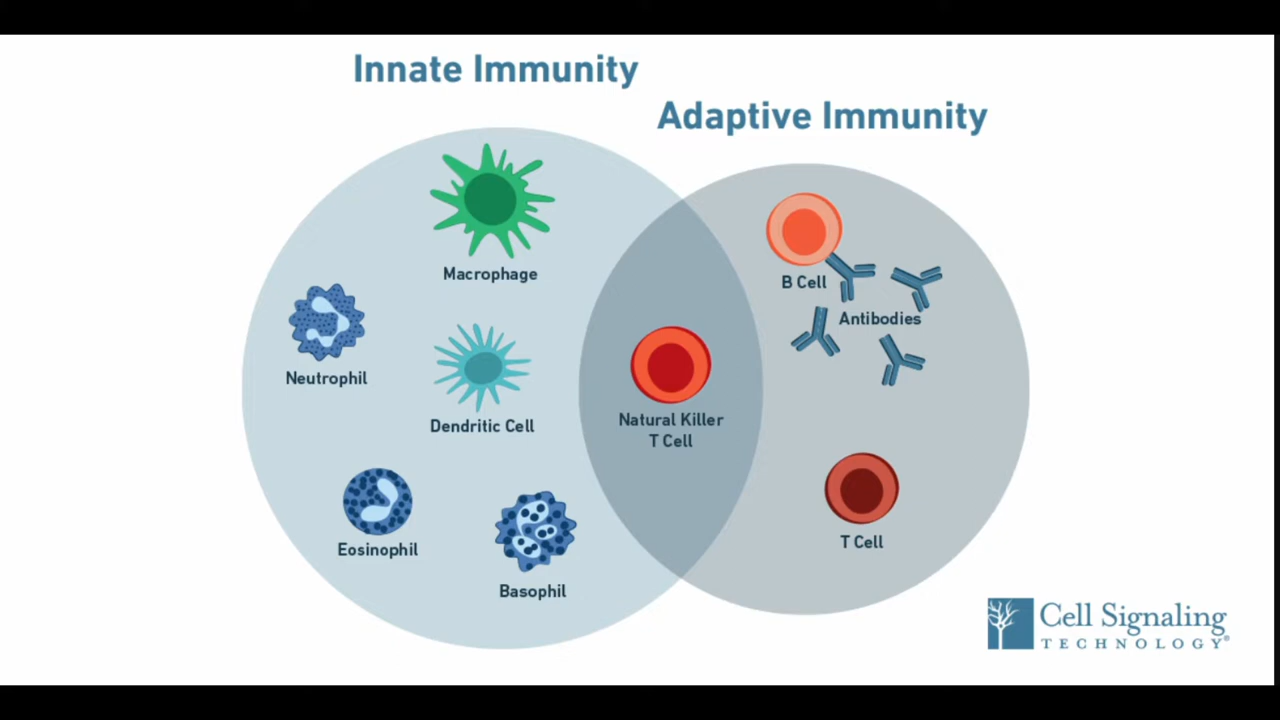 Innate Immunity
Adaptive Immunity
Macrophage
B Cell
Antibodies
Neutrophil
Dendritic Cell
Natural Killer
T Cell
Eosinophil
T Cell
Basophil
Cell Signaling
TECHNOLOGY®